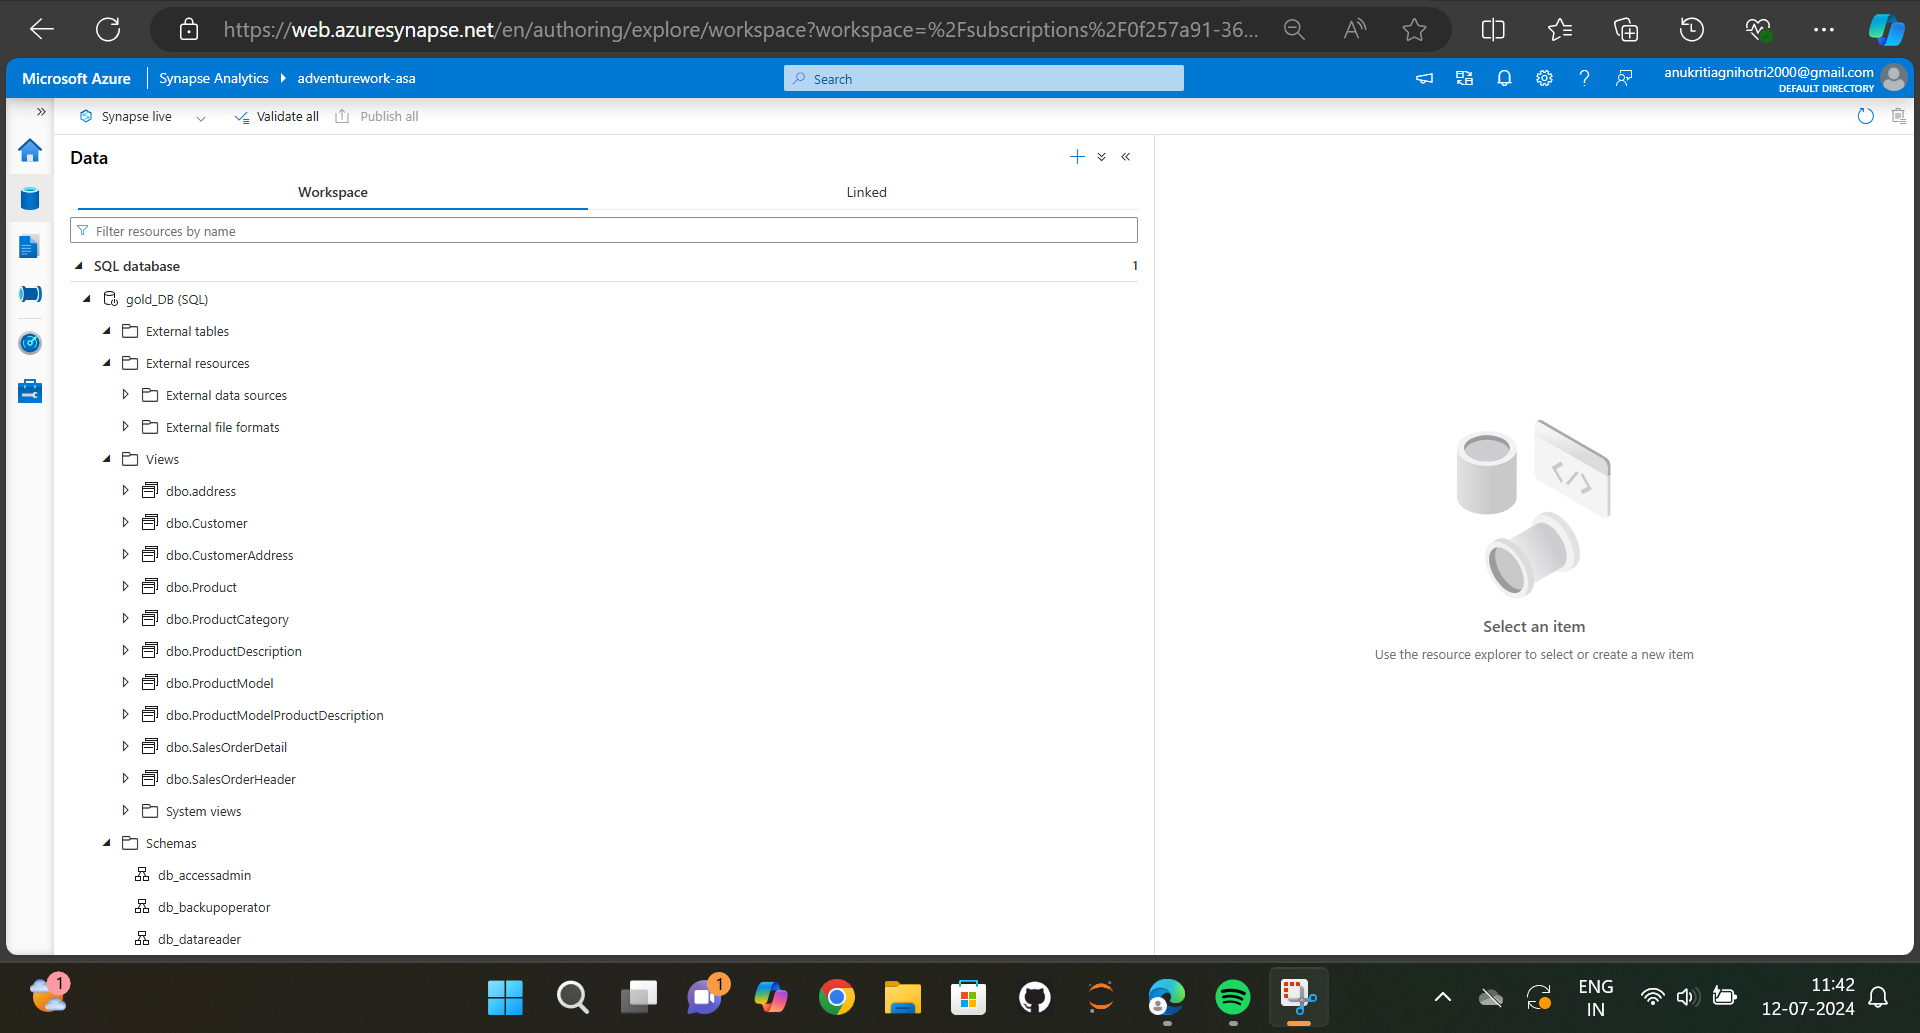 https://web.azuresynapse.net/en/authoring/explore/workspace?workspace=%2Fsubscriptions%2F0f257a91-36...
Microsoft Azure
Synapse Analytics
adventurework-asa
Search
anukritiagnihotri2000@gmail.com
DEFAULT DIRECTORY
Synapse live
Validate all
Publish all
Data
Workspace
Linked
Filter resources by name
SQL database
1
gold_DB (SQL)
External tables
External resources
External data sources
External file formats
Views
dbo.address
dbo.Customer
dbo.CustomerAddress
dbo.Product
dbo.ProductCategory
dbo.ProductDescription
dbo.ProductModel
dbo.ProductModelProductDescription
dbo.SalesOrderDetail
dbo.SalesOrderHeader
System views
Schemas
db_accessadmin
db_backupoperator
db_datareader
Select an item
Use the resource explorer to select or create a new item
1
1
ENG
IN
11:42
12-07-2024